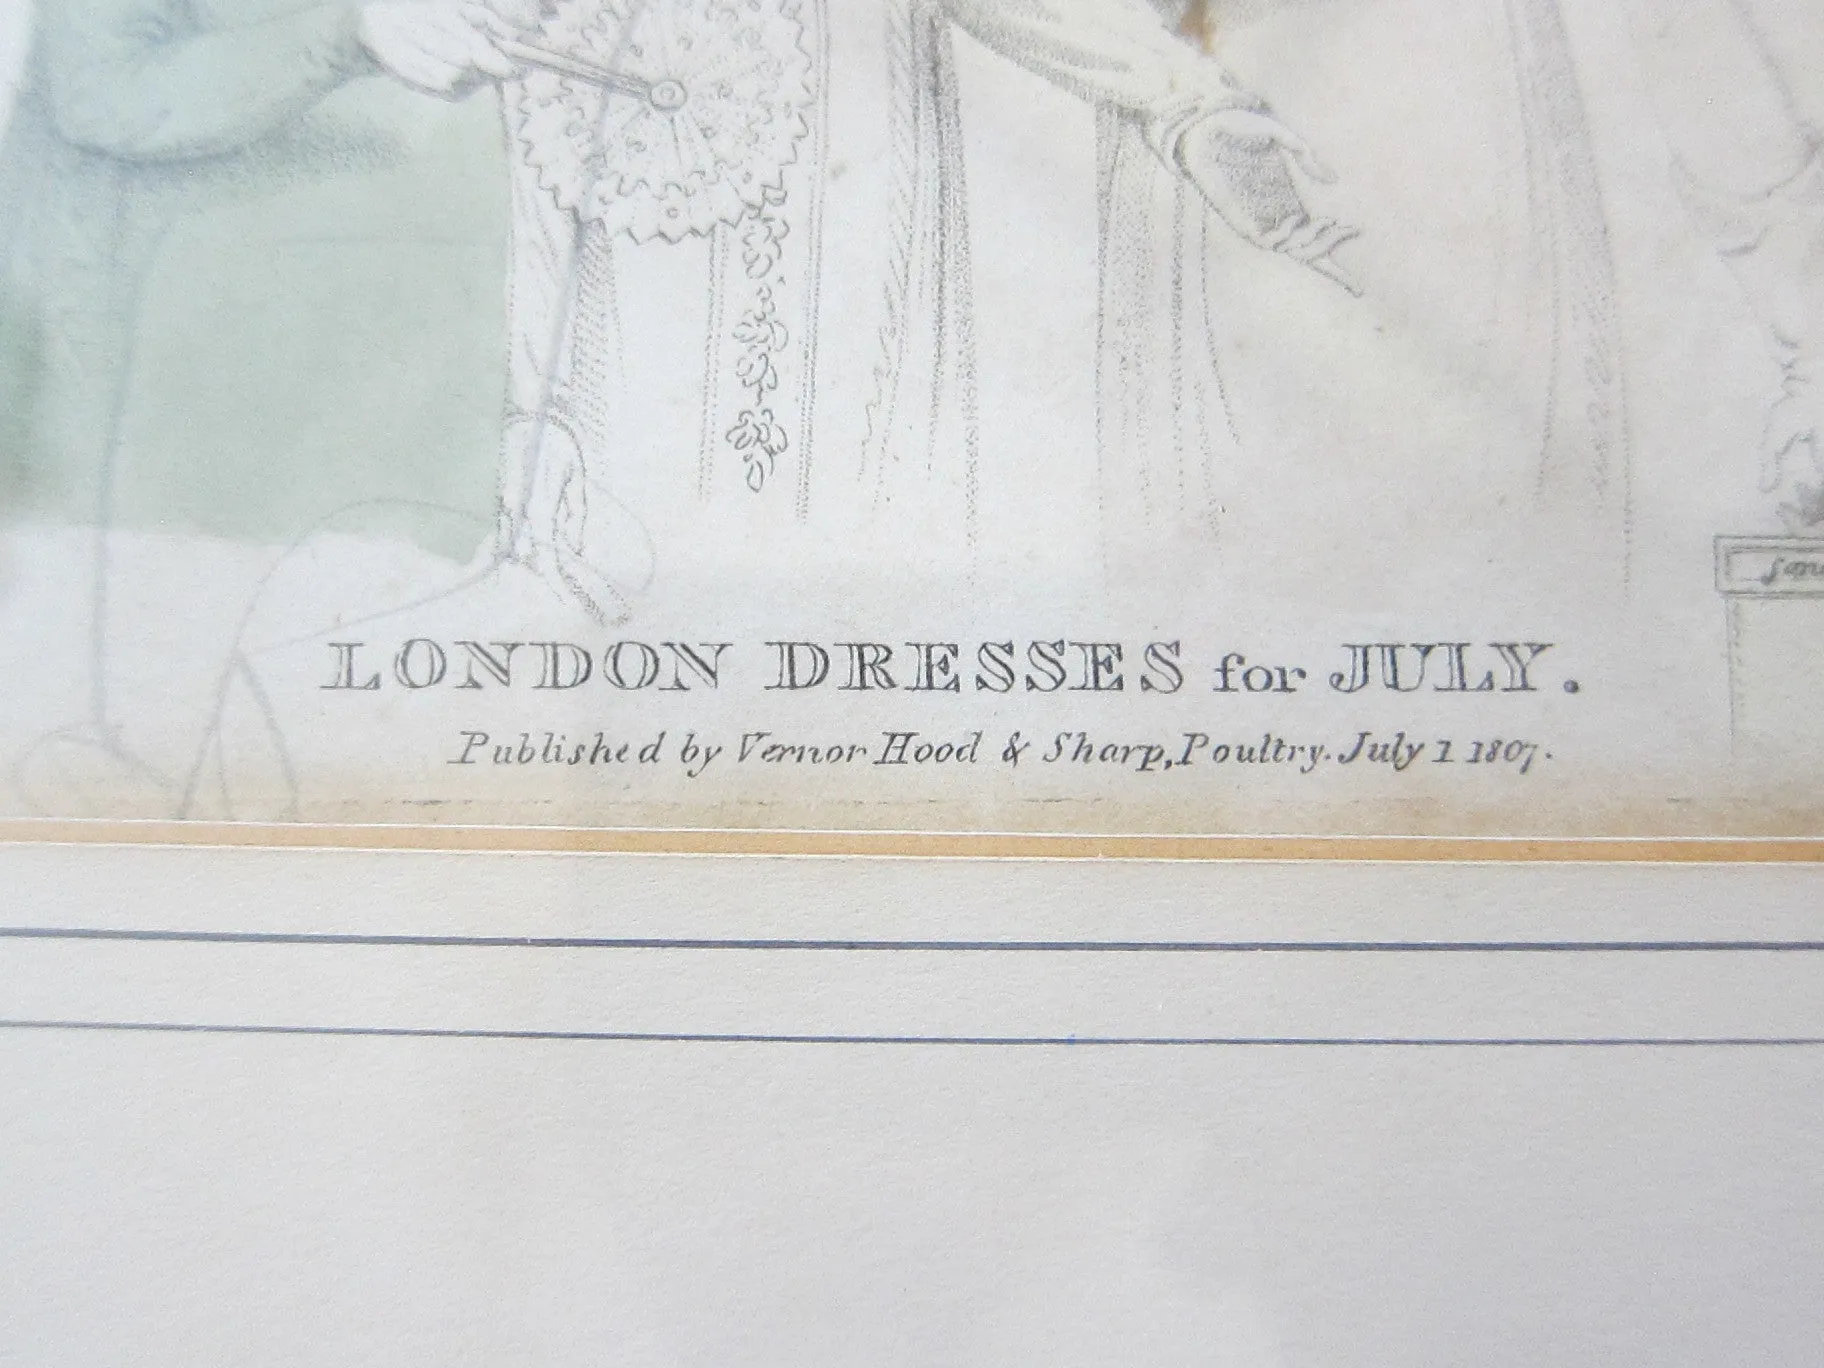 LONDON DRESSES for JULY.
Published by Vernor Hood & Sharp, Poultry. July 1 1807.